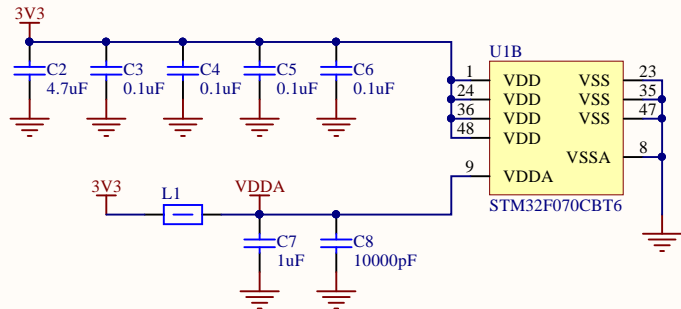 3V3
C2
4.7uF
C3
0.1uF
C4
0.1uF
C5
0.1uF
C6
0.1uF
U1B
1 VDD VSS 23
24 VDD VSS 35
36 VDD VSS 47
48 VDD
VSSA 8
9 VDDA
STM32F070CBT6
3V3
L1
VDDA
C7
1uF
C8
10000pF